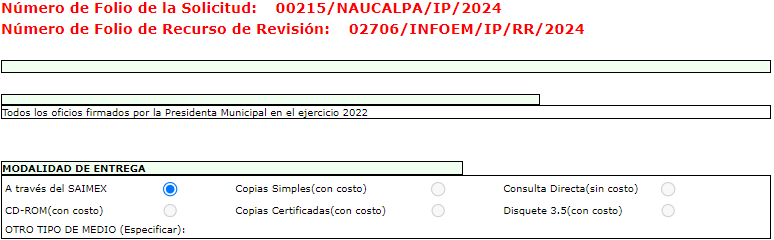 Número de Folio de la Solicitud: 00215/NAUCALPA/IP/2024
Número de Folio de Recurso de Revisión: 02706/INFOEM/IP/RR/2024
Todos los oficios firmados por la Presidenta Municipal en el ejercicio 2022
MODALIDAD DE ENTREGA
A través del SAIMEX Copias Simples(con costo) Consulta Directa(sin costo)
CD-ROM(con costo) Copias Certificadas(con costo) Disquete 3.5(con costo)
OTRO TIPO DE MEDIO (Especificar):